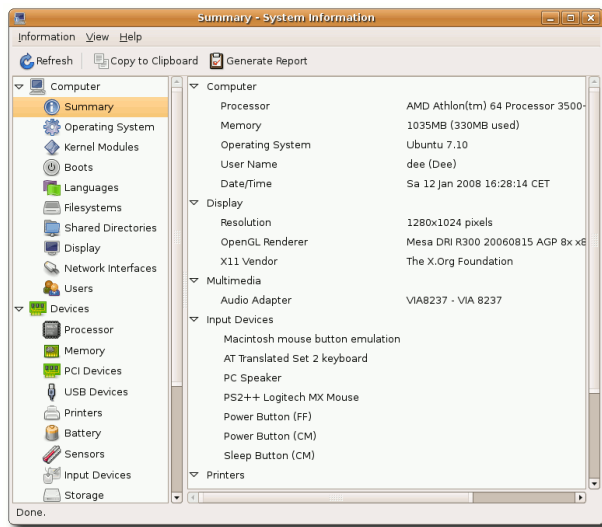 Summary - System Information
Information View Help
Refresh Copy to Clipboard Generate Report
Computer
Summary
Operating System
Kernel Modules
Boots
Languages
Filesystems
Shared Directories
Display
Network Interfaces
Users
Devices
Processor
Memory
PCI Devices
USB Devices
Printers
Battery
Sensors
Input Devices
Storage
Computer
Processor AMD Athlon(tm) 64 Processor 3500-
Memory 1035MB (330MB used)
Operating System Ubuntu 7.10
User Name dee (Dee)
Date/Time Sa 12 Jan 2008 16:28:14 CET
Display
Resolution 1280x1024 pixels
OpenGL Renderer Mesa DRI R300 20060815 AGP 8x x8
X11 Vendor The X.Org Foundation
Multimedia
Audio Adapter VIA8237 - VIA 8237
Input Devices
Macintosh mouse button emulation
AT Translated Set 2 keyboard
PC Speaker
PS2++ Logitech MX Mouse
Power Button (FF)
Power Button (CM)
Sleep Button (CM)
Printers
Done.